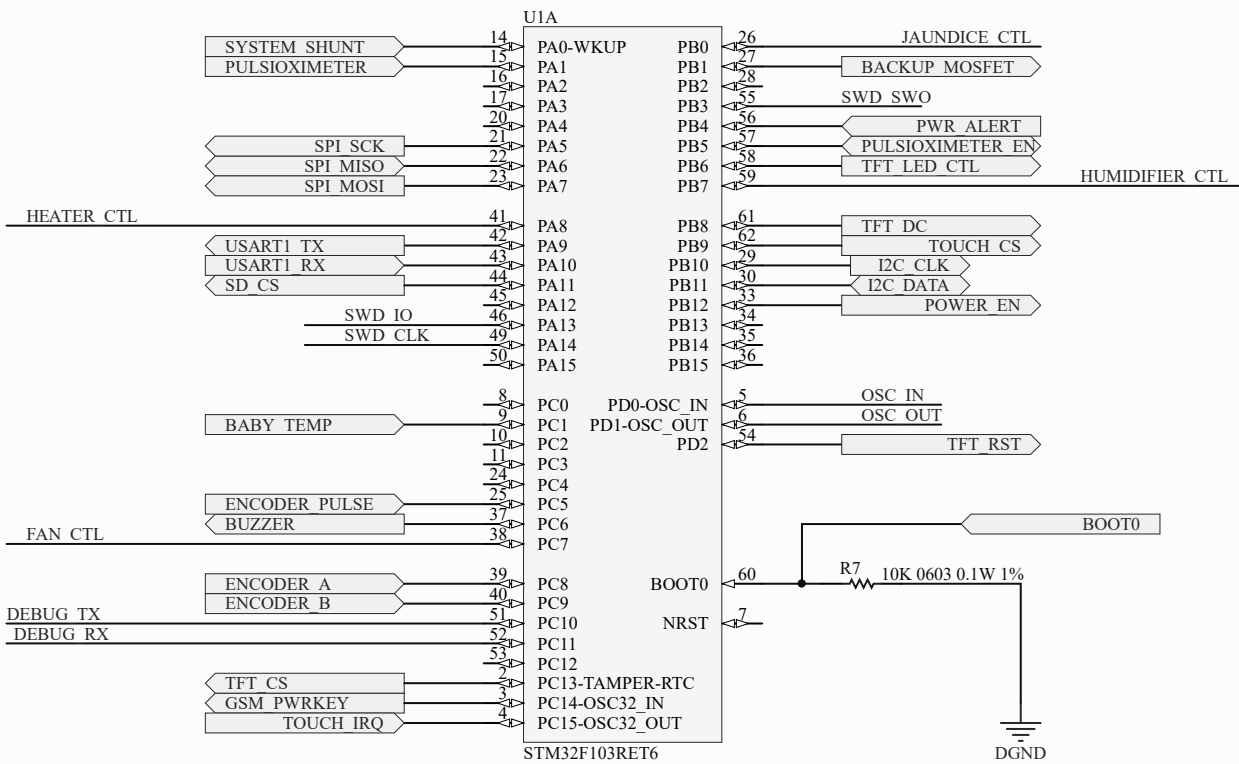 U1A
SYSTEM_SHUNT 14 PA0-WKUP PB0 26 JAUNDICE_CTL
PULSIOXIMETER 15 PA1 PB1 27 BACKUP_MOSFET
16 PA2 PB2 28
17 PA3 PB3 55 SWD_SWO
20 PA4 PB4 56 PWR_ALERT
SPI_SCK 21 PA5 PB5 57 PULSIOXIMETER_EN
SPI_MISO 22 PA6 PB6 58 TFT_LED_CTL
SPI_MOSI 23 PA7 PB7 59 HUMIDIFIER_CTL
HEATER_CTL 41 PA8 PB8 61 TFT_DC
USART1_TX 42 PA9 PB9 62 TOUCH_CS
USART1_RX 43 PA10 PB10 29 I2C_CLK
SD_CS 44 PA11 PB11 30 I2C_DATA
45 PA12 PB12 33 POWER_EN
SWD_IO 46 PA13 PB13 34
SWD_CLK 49 PA14 PB14 35
50 PA15 PB15 36
8 PC0 PD0-OSC_IN 5 OSC_IN
BABY_TEMP 9 PC1 PD1-OSC_OUT 6 OSC_OUT
10 PC2 PD2 54 TFT_RST
11 PC3
24 PC4
ENCODER_PULSE 25 PC5
BUZZER 37 PC6 BOOT0
FAN_CTL 38 PC7
ENCODER_A 39 PC8 BOOT0 60 R7 10K 0603 0.1W 1%
ENCODER_B 40 PC9
DEBUG_TX 51 PC10 NRST 7
DEBUG_RX 52 PC11
53 PC12
TFT_CS 2 PC13-TAMPER-RTC
GSM_PWRKEY 3 PC14-OSC32_IN
TOUCH_IRQ 4 PC15-OSC32_OUT
STM32F103RET6 DGND